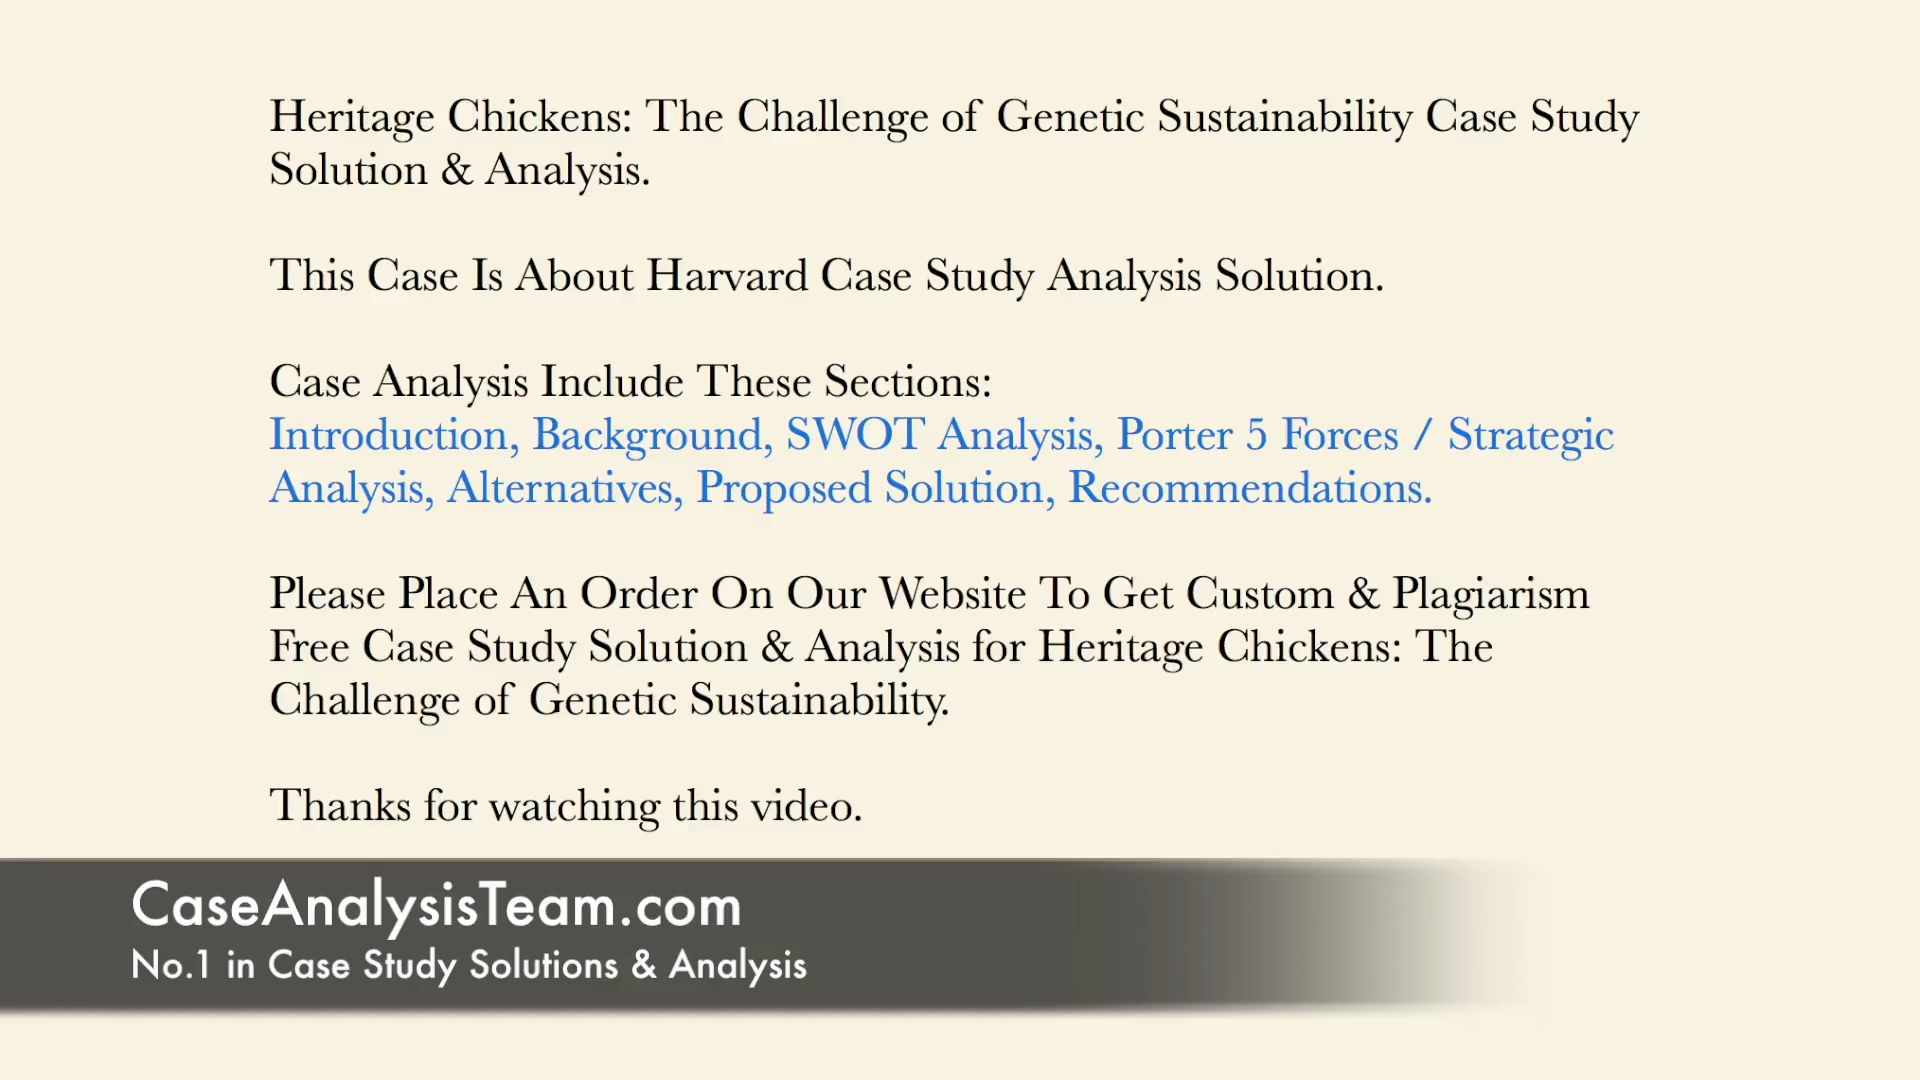 Heritage Chickens: The Challenge of Genetic Sustainability Case Study
Solution & Analysis.
This Case Is About Harvard Case Study Analysis Solution.
Case Analysis Include These Sections:
Introduction, Background, SWOT Analysis, Porter 5 Forces / Strategic
Analysis, Alternatives, Proposed Solution, Recommendations.
Please Place An Order On Our Website To Get Custom & Plagiarism
Free Case Study Solution & Analysis for Heritage Chickens: The
Challenge of Genetic Sustainability.
Thanks for watching this video.
CaseAnalysisTeam.com
No.1 in Case Study Solutions & Analysis